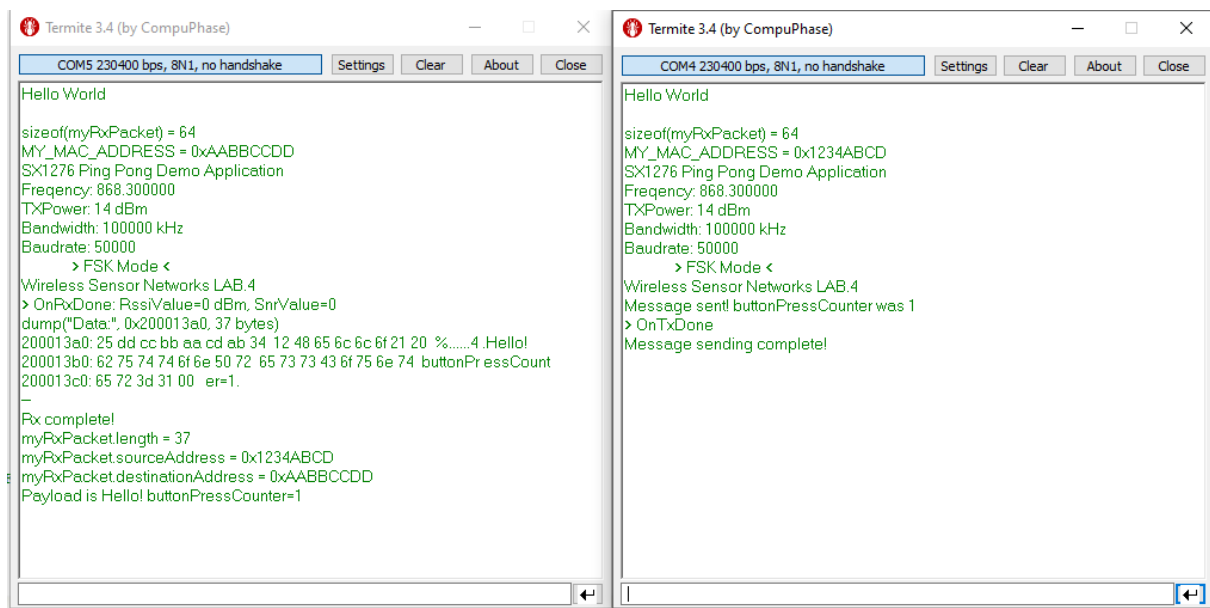 Termite 3.4 (by CompuPhase)
COM5 230400 bps, 8N1, no handshake Settings Clear About Close
Hello World
sizeof(myRxPacket) = 64
MY_MAC_ADDRESS = 0xAABBCCDD
SX1276 Ping Pong Demo Application
Freqency: 868.300000
TXPower: 14 dBm
Bandwidth: 100000 kHz
Baudrate: 50000
> FSK Mode <
Wireless Sensor Networks LAB.4
> OnRxDone: RssiValue=0 dBm, SnrValue=0
dump("Data:", 0x200013a0, 37 bytes)
200013a0: 25 dd cc bb aa cd ab 34 12 48 65 6c 6c 6f 21 20 %......4 .Hello!
200013b0: 62 75 74 74 6f 6e 50 72 65 73 73 43 6f 75 6e 74 buttonPr essCount
200013c0: 65 72 3d 31 00 er=1.
--
Rx complete!
myRxPacket.length = 37
myRxPacket.sourceAddress = 0x1234ABCD
myRxPacket.destinationAddress = 0xAABBCCDD
Payload is Hello! buttonPressCounter=1
Termite 3.4 (by CompuPhase)
COM4 230400 bps, 8N1, no handshake Settings Clear About Close
Hello World
sizeof(myRxPacket) = 64
MY_MAC_ADDRESS = 0x1234ABCD
SX1276 Ping Pong Demo Application
Freqency: 868.300000
TXPower: 14 dBm
Bandwidth: 100000 kHz
Baudrate: 50000
> FSK Mode <
Wireless Sensor Networks LAB.4
Message sent! buttonPressCounter was 1
> OnTxDone
Message sending complete!